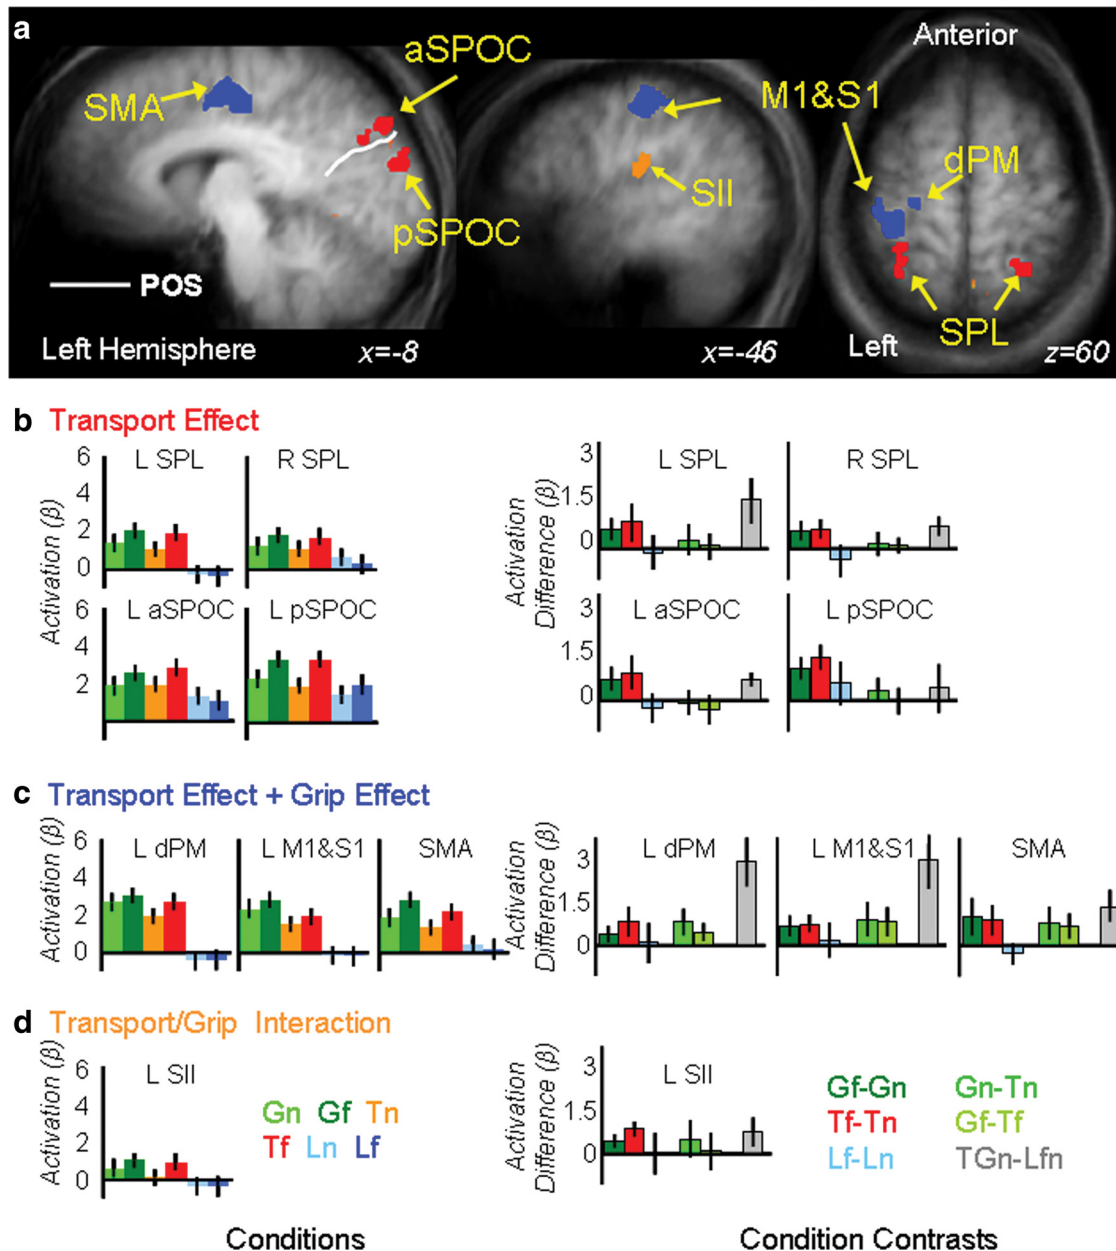 a
aSPOC
Anterior
SMA
M1&S1
dPM
SII
pSPOC
POS
SPL
Left Hemisphere
x=-8
x=-46
Left
z=60
b Transport Effect
Activation (β)
6
4
2
0
L SPL
R SPL
Activation (β)
6
4
2
L aSPOC
L pSPOC
Activation Difference (β)
3
1.5
0
L SPL
R SPL
3
1.5
0
L aSPOC
L pSPOC
c Transport Effect + Grip Effect
Activation (β)
6
4
2
0
L dPM
L M1&S1
SMA
Activation
Difference (β)
3
1.5
0
L dPM
L M1&S1
SMA
d Transport/Grip Interaction
Activation (β)
6
4
2
0
L SII
Gn Gf Tn
Tf Ln Lf
Activation
Difference (β)
3
1.5
0
L SII
Gf-Gn Gn-Tn
Tf-Tn Gf-Tf
Lf-Ln TGn-Lfn
Conditions
Condition Contrasts